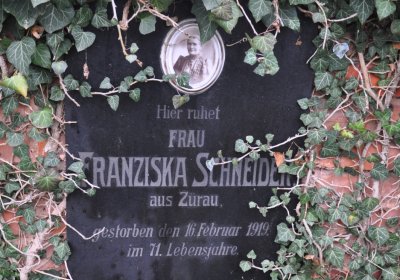 Hier ruhet
FRAU
FRANZISKA SCHNEIDER
aus Zürau,
gestorben den 16 Februar 1919.
im 71. Lebensjahre.